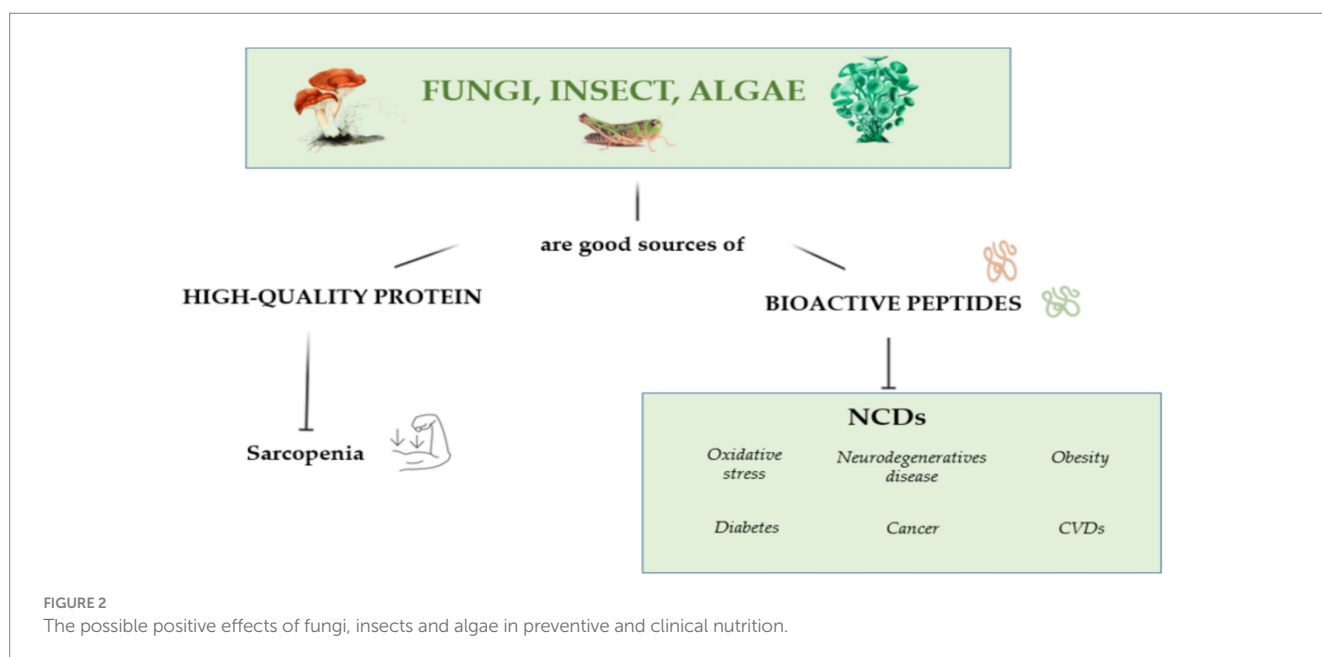 FUNGI, INSECT, ALGAE
are good sources of
HIGH-QUALITY PROTEIN
BIOACTIVE PEPTIDES
Sarcopenia
NCDs
Oxidative
stress
Neurodegeneratives
disease
Obesity
Diabetes
Cancer
CVDs
FIGURE 2
The possible positive effects of fungi, insects and algae in preventive and clinical nutrition.